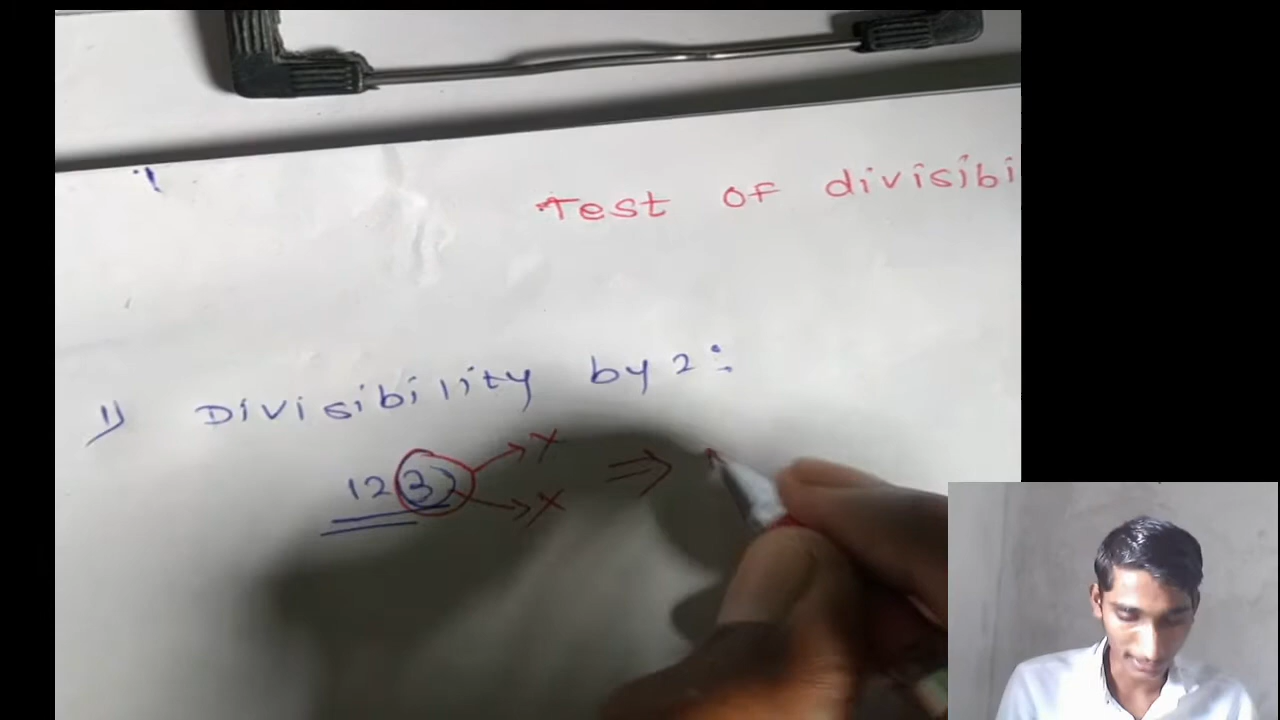 Test OF divisibi
1) Divisibility by 2:
123 → X → X ⇒